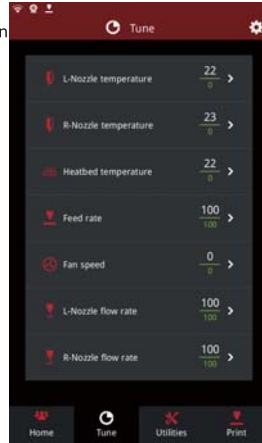 n
Tune
L-Nozzle temperature 22
0
R-Nozzle temperature 23
0
Heatbed temperature 22
0
Feed rate 100
100
Fan speed 0
0
L-Nozzle flow rate 100
100
R-Nozzle flow rate 100
100
Home Tune Utilities Print